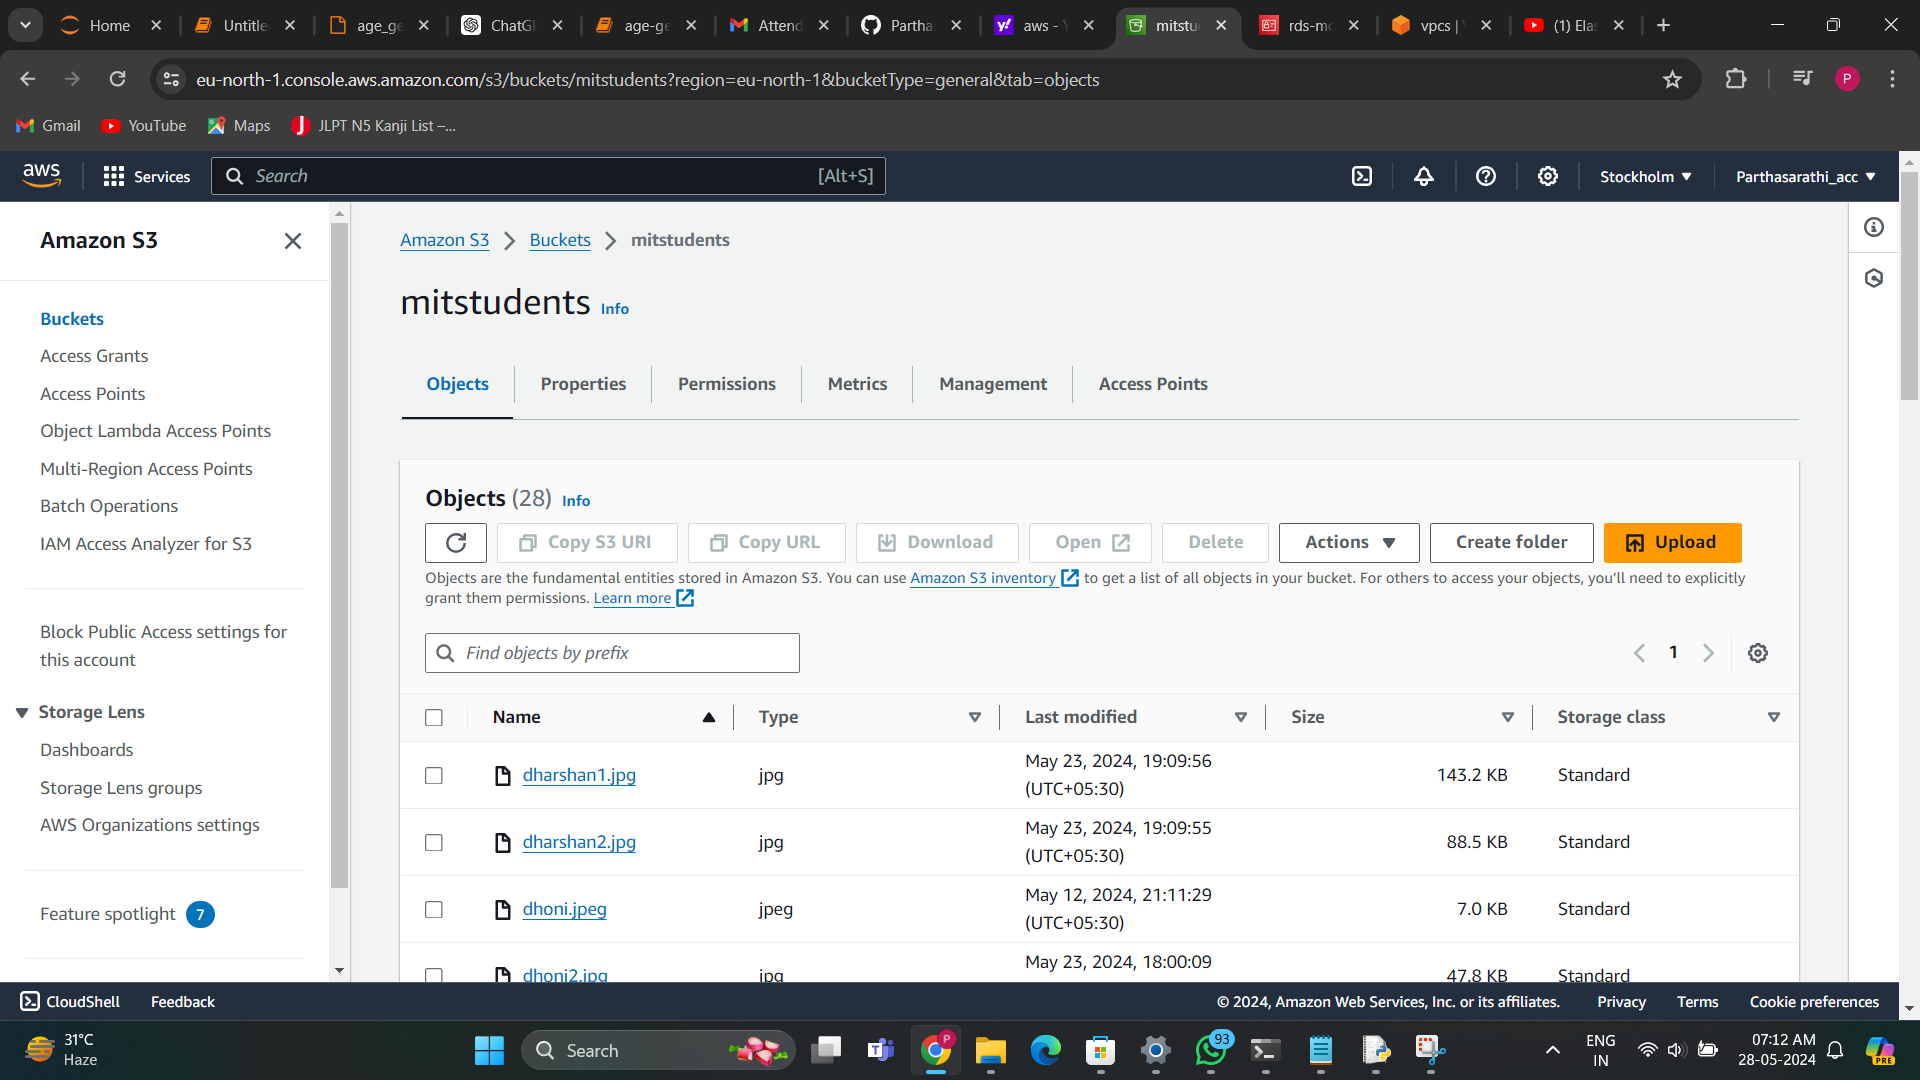 Home
Untitle
age_ge
ChatGP
age-ge
Attend
Partha
aws -
mitstu
rds-mo
vpcs |
(1) Ela
eu-north-1.console.aws.amazon.com/s3/buckets/mitstudents?region=eu-north-1&bucketType=general&tab=objects
P
Gmail
YouTube
Maps
JLPT N5 Kanji List –...
aws
Services
Search
[Alt+S]
Stockholm
Parthasarathi_acc
Amazon S3
Buckets
Access Grants
Access Points
Object Lambda Access Points
Multi-Region Access Points
Batch Operations
IAM Access Analyzer for S3
Block Public Access settings for
this account
Storage Lens
Dashboards
Storage Lens groups
AWS Organizations settings
Feature spotlight 7
Amazon S3
Buckets
mitstudents
mitstudents Info
Objects
Properties
Permissions
Metrics
Management
Access Points
Objects (28) Info
Copy S3 URI
Copy URL
Download
Open
Delete
Actions
Create folder
Upload
Objects are the fundamental entities stored in Amazon S3. You can use Amazon S3 inventory to get a list of all objects in your bucket. For others to access your objects, you'll need to explicitly
grant them permissions. Learn more
Find objects by prefix
1
Name
Type
Last modified
Size
Storage class
dharshan1.jpg
jpg
May 23, 2024, 19:09:56
(UTC+05:30)
143.2 KB
Standard
dharshan2.jpg
jpg
May 23, 2024, 19:09:55
(UTC+05:30)
88.5 KB
Standard
dhoni.jpeg
jpeg
May 12, 2024, 21:11:29
(UTC+05:30)
7.0 KB
Standard
dhoni2.jpg
jpg
May 23, 2024, 18:00:09
47.8 KB
Standard
CloudShell
Feedback
© 2024, Amazon Web Services, Inc. or its affiliates.
Privacy
Terms
Cookie preferences
31°C
Haze
Search
P
93
ENG
IN
07:12 AM
28-05-2024
PRE